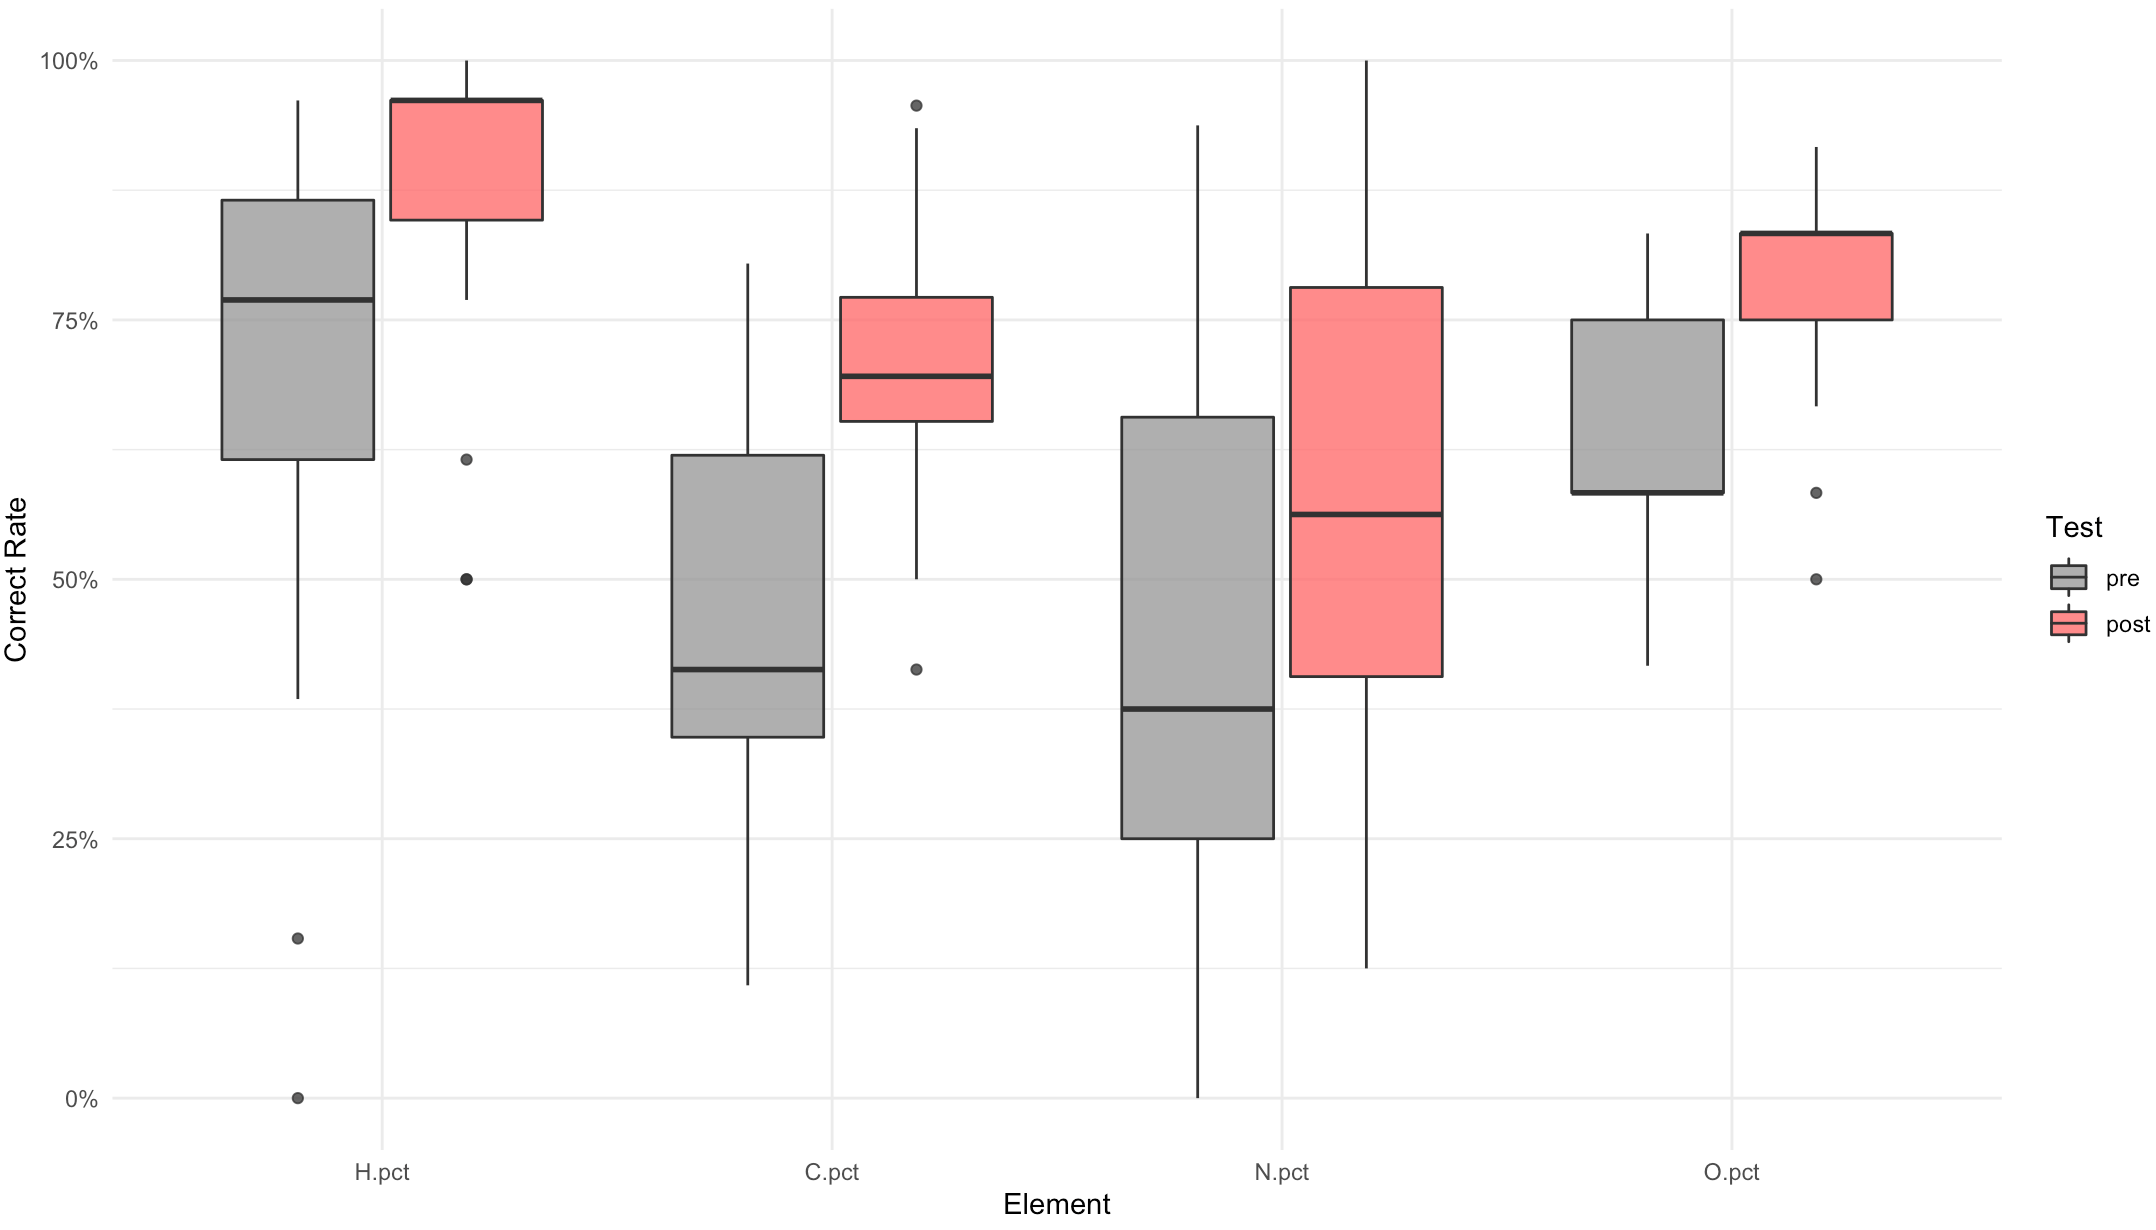 100%
75%
50%
25%
0%
Correct Rate
H.pct
C.pct
N.pct
O.pct
Element
Test
pre
post